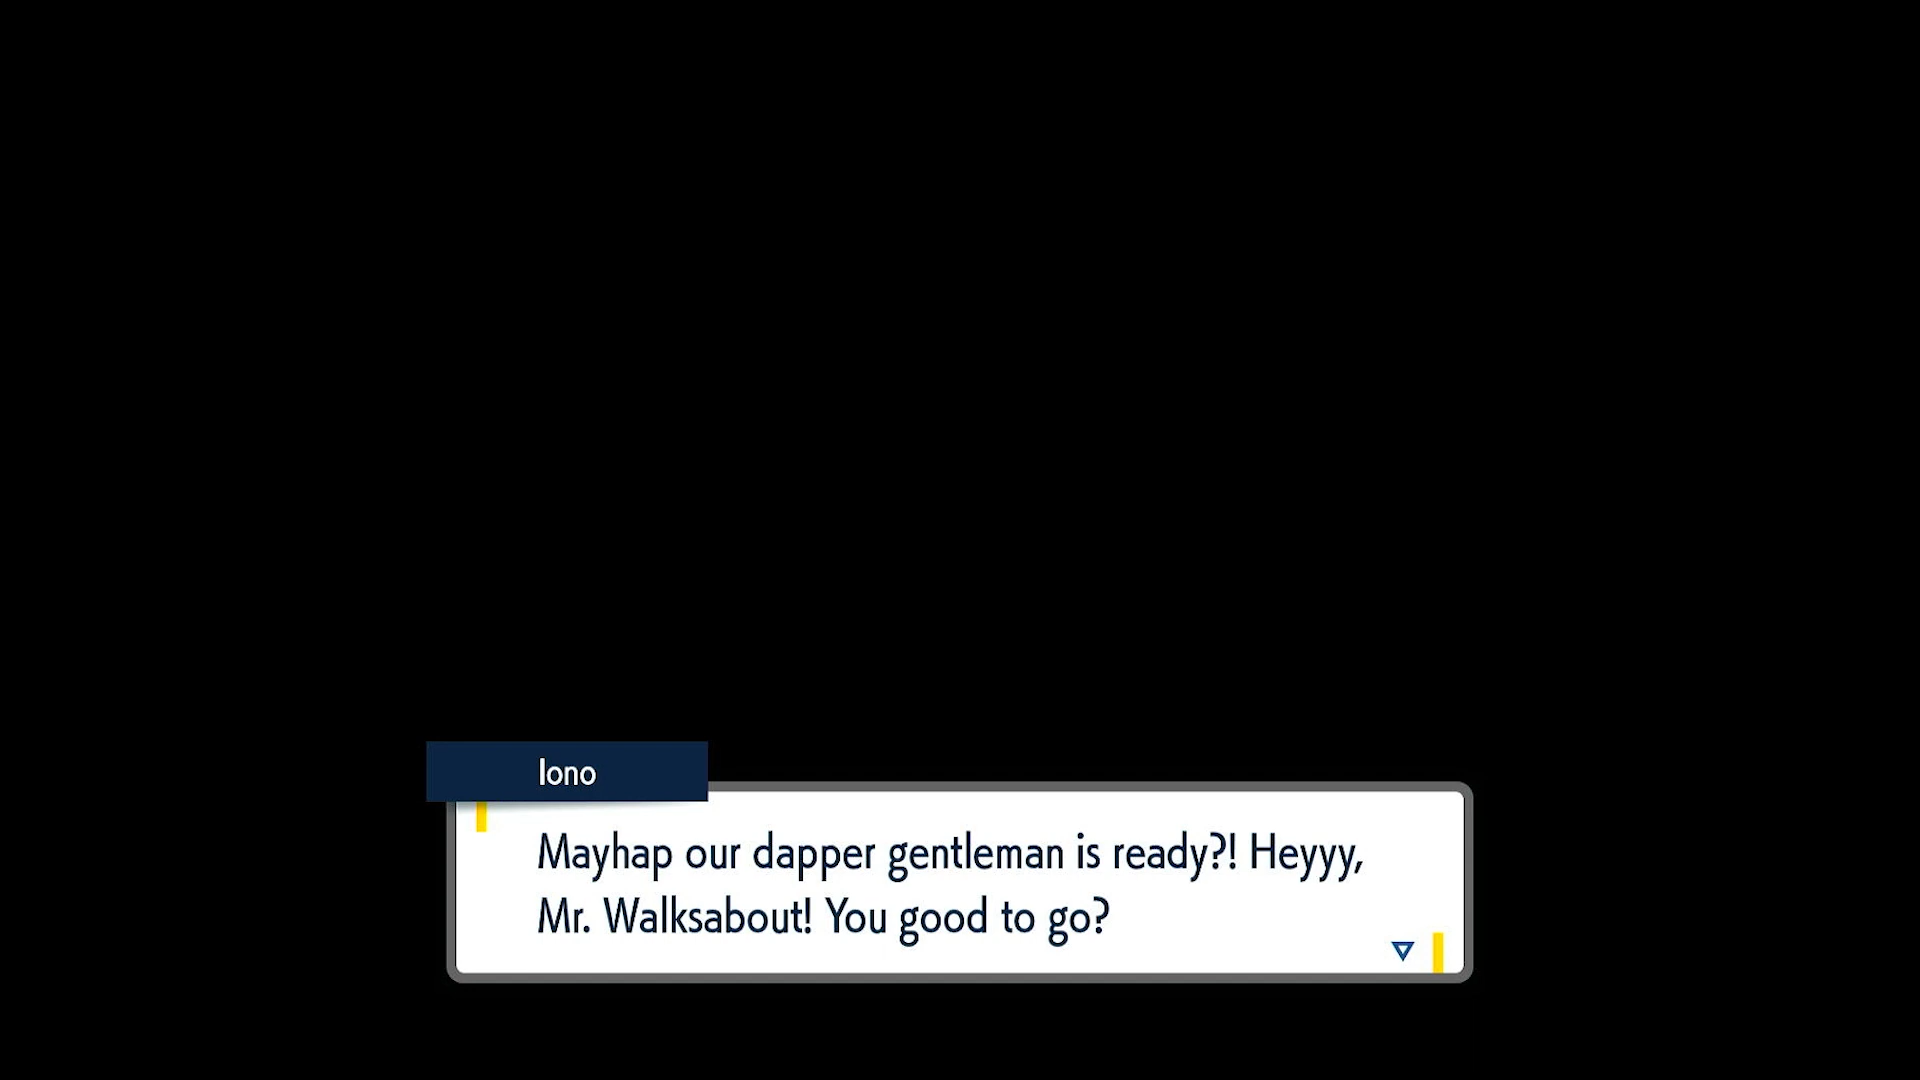 Iono
Mayhap our dapper gentleman is ready?! Heyyy,
Mr. Walksabout! You good to go?